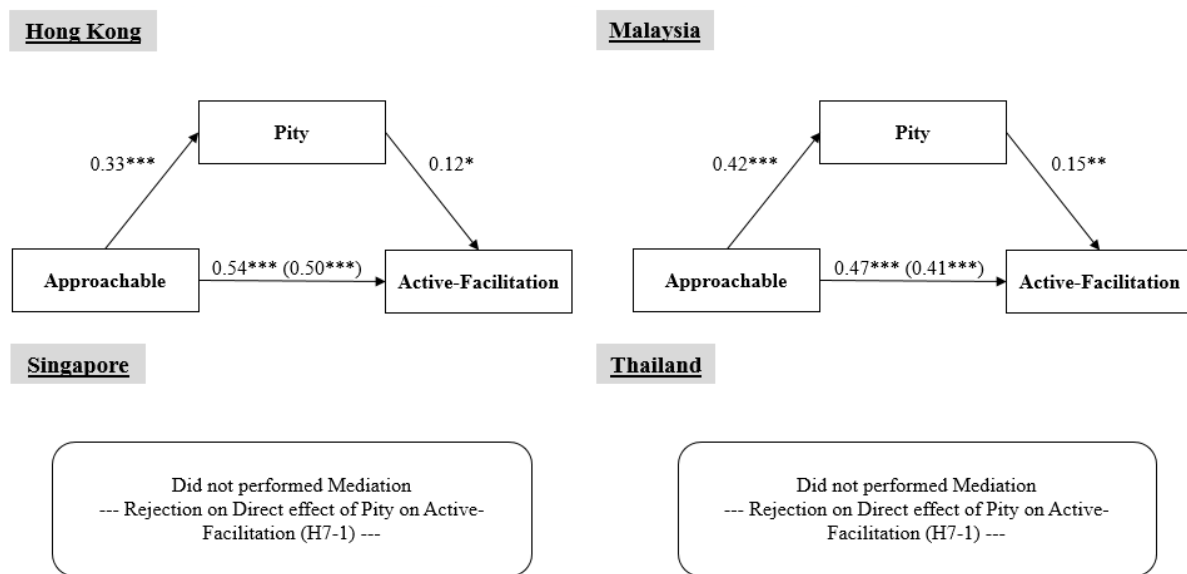 Hong Kong
Pity
0.33***
0.12*
Approachable
0.54*** (0.50***)
Active-Facilitation
Malaysia
Pity
0.42***
0.15**
Approachable
0.47*** (0.41***)
Active-Facilitation
Singapore
Did not performed Mediation
--- Rejection on Direct effect of Pity on Active-
Facilitation (H7-1) ---
Thailand
Did not performed Mediation
--- Rejection on Direct effect of Pity on Active-
Facilitation (H7-1) ---